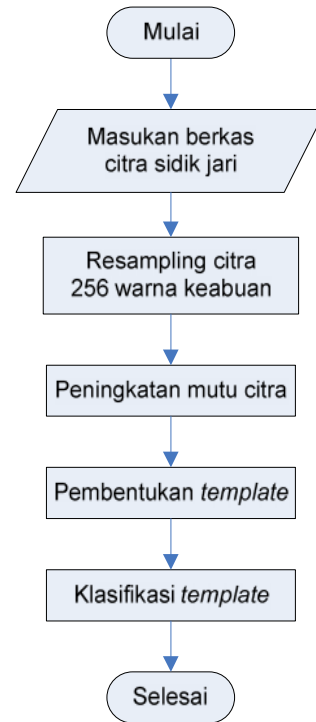 Mulai
Masukan berkas
citra sidik jari
Resampling citra
256 warna keabuan
Peningkatan mutu citra
Pembentukan template
Klasifikasi template
Selesai